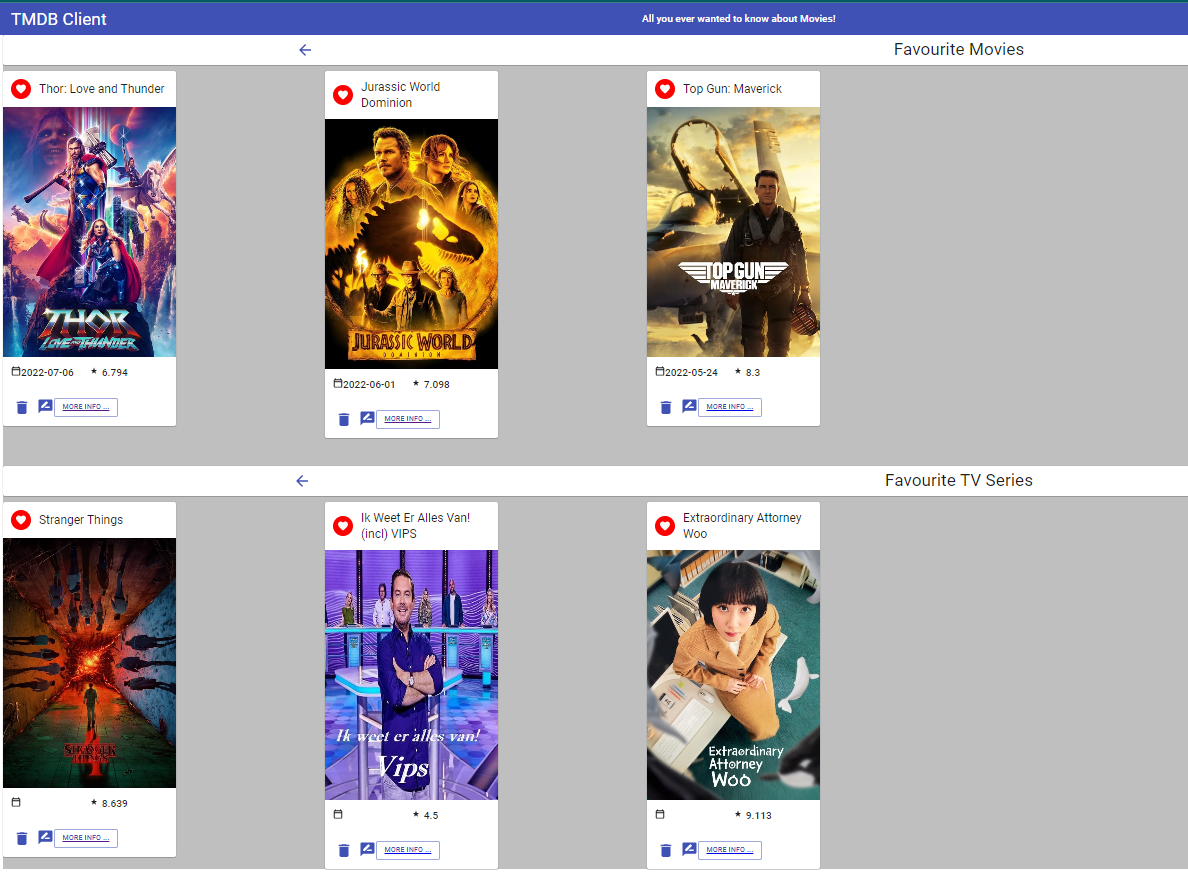 TMDB Client
All you ever wanted to know about Movies!
Favourite Movies
Thor: Love and Thunder
THOR
LOVE AND THUNDER
2022-07-06 ★ 6.794
MORE INFO ...
Jurassic World
Dominion
JURASSIC WORLD
DOMINION
2022-06-01 ★ 7.098
MORE INFO ...
Top Gun: Maverick
TOP GUN
MAVERICK
2022-05-24 ★ 8.3
MORE INFO ...
Favourite TV Series
Stranger Things
STRANGER
THINGS
4
★ 8.639
MORE INFO ...
Ik Weet Er Alles Van!
(incl) VIPS
Ik weet er alles van!
Vips
★ 4.5
MORE INFO ...
Extraordinary Attorney
Woo
Extraordinary
Attorney
Woo
★ 9.113
MORE INFO ...